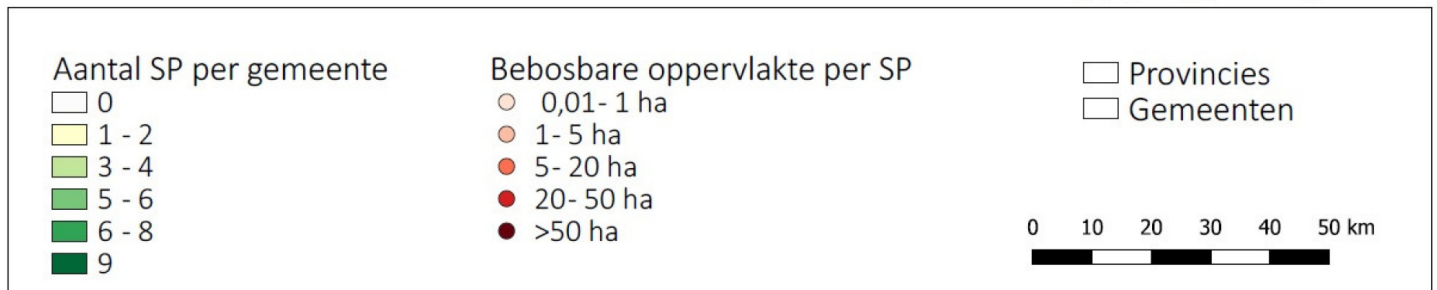 Aantal SP per gemeente
0
1 - 2
3 - 4
5 - 6
6 - 8
9
Bebosbare oppervlakte per SP
0,01- 1 ha
1- 5 ha
5- 20 ha
20- 50 ha
>50 ha
Provincies
Gemeenten
0 10 20 30 40 50 km